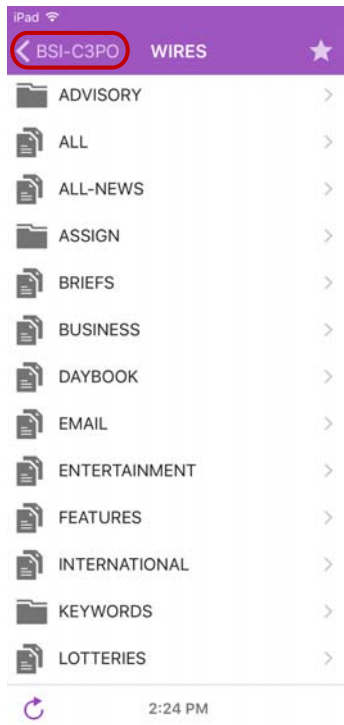 iPad
BSI-C3PO WIRES
ADVISORY
ALL
ALL-NEWS
ASSIGN
BRIEFS
BUSINESS
DAYBOOK
EMAIL
ENTERTAINMENT
FEATURES
INTERNATIONAL
KEYWORDS
LOTTERIES
2:24 PM